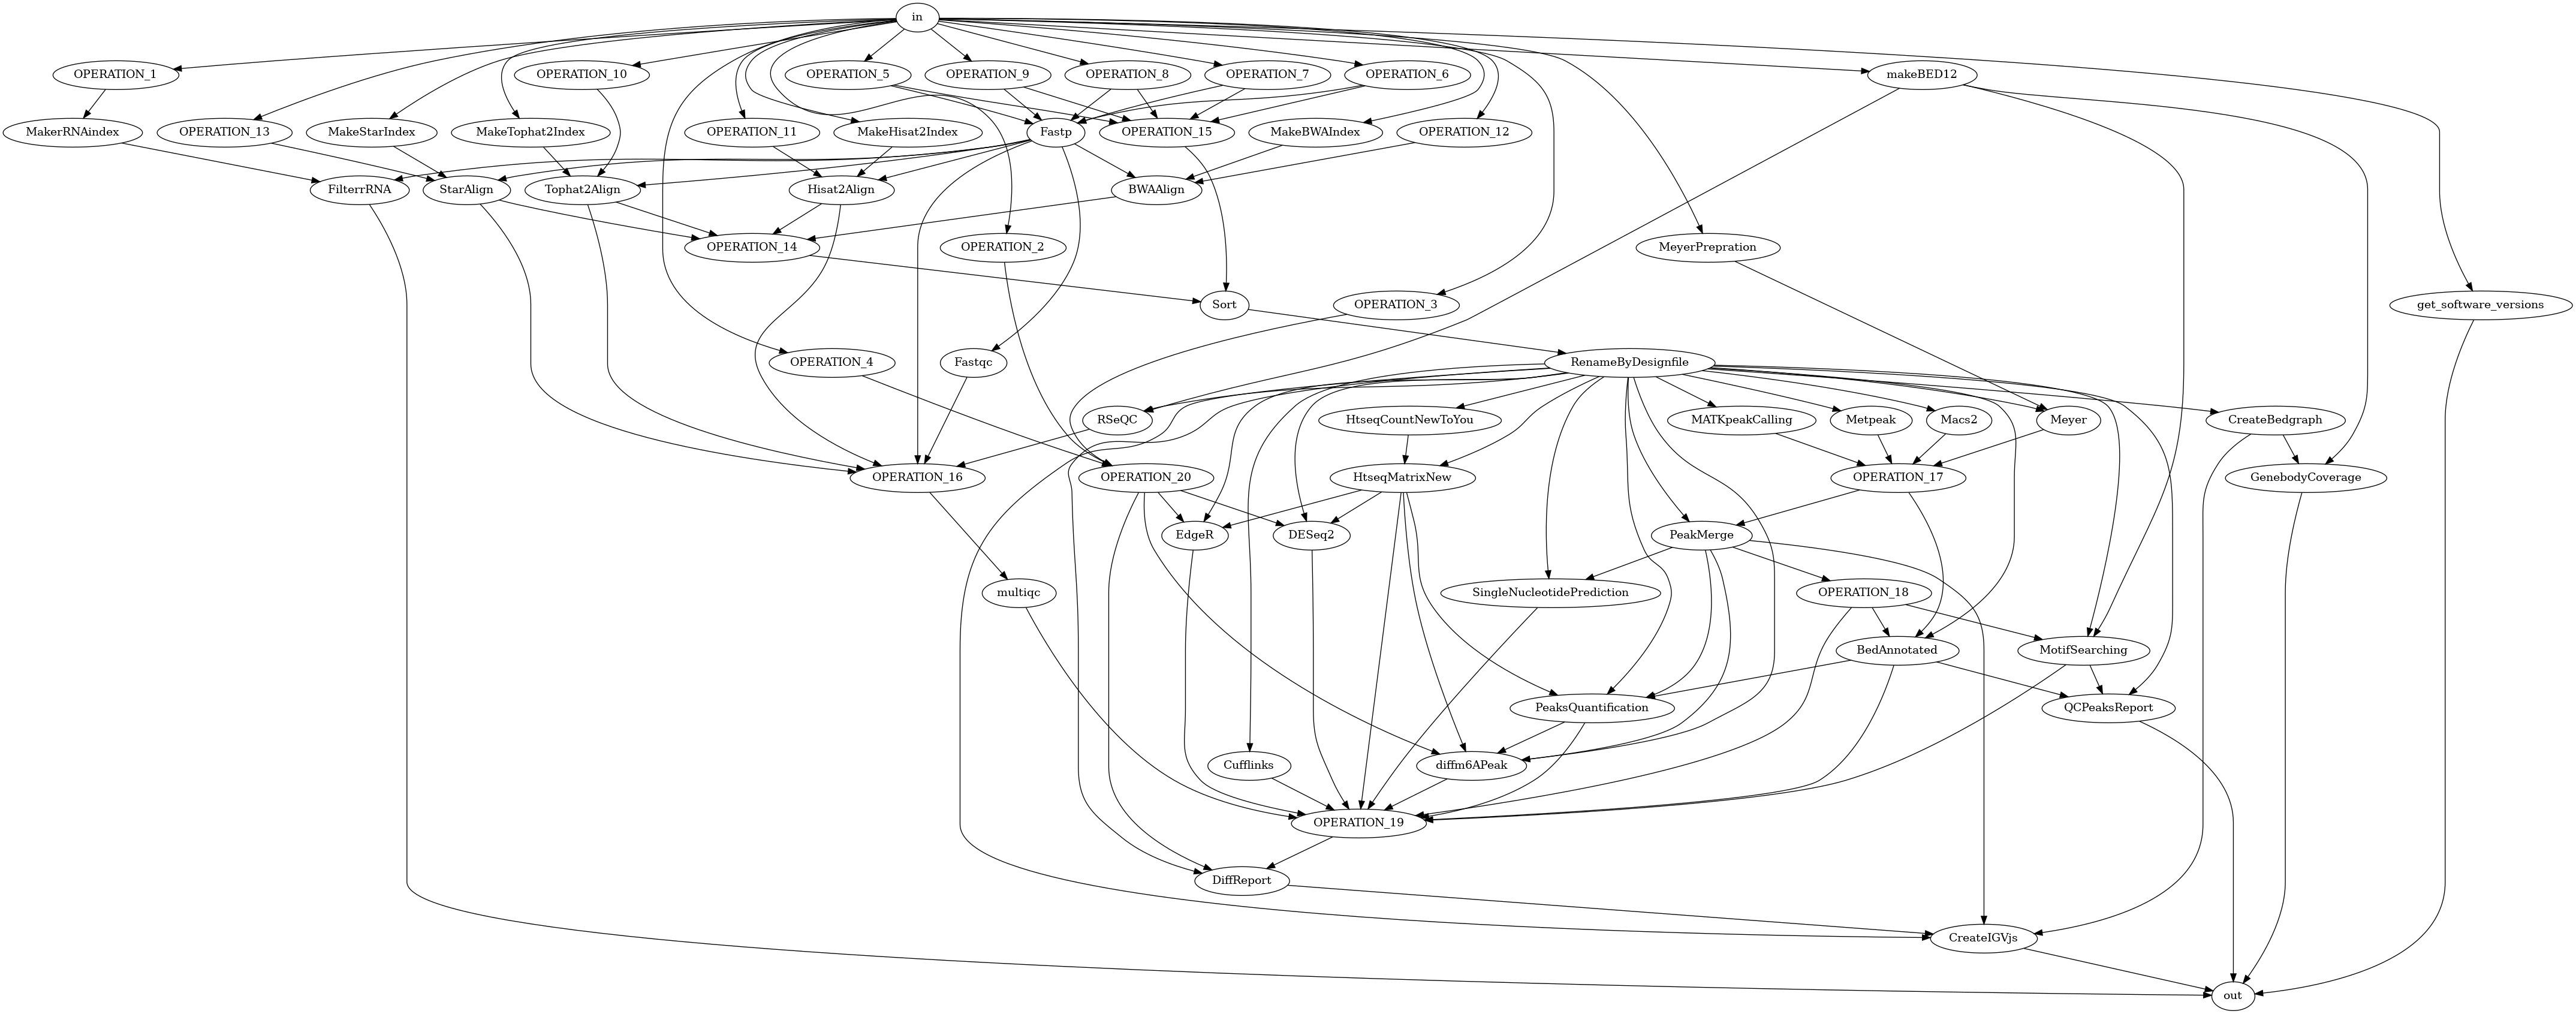 in
OPERATION_1
OPERATION_10
OPERATION_5
OPERATION_9
OPERATION_8
OPERATION_7
OPERATION_6
makeBED12
MakerRNAindex
OPERATION_13
MakeStarIndex
MakeTophat2Index
OPERATION_11
MakeHisat2Index
Fastp
OPERATION_15
MakeBWAIndex
OPERATION_12
FilterrRNA
StarAlign
Tophat2Align
Hisat2Align
BWAAlign
OPERATION_14
OPERATION_2
MeyerPrepration
Sort
OPERATION_3
get_software_versions
OPERATION_4
Fastqc
RenameByDesignfile
RSeQC
HtseqCountNewToYou
MATKpeakCalling
Metpeak
Macs2
Meyer
CreateBedgraph
OPERATION_16
OPERATION_20
HtseqMatrixNew
OPERATION_17
GenebodyCoverage
EdgeR
DESeq2
PeakMerge
multiqc
SingleNucleotidePrediction
OPERATION_18
BedAnnotated
MotifSearching
PeaksQuantification
QCPeaksReport
Cufflinks
diffm6APeak
OPERATION_19
DiffReport
CreateIGVjs
out